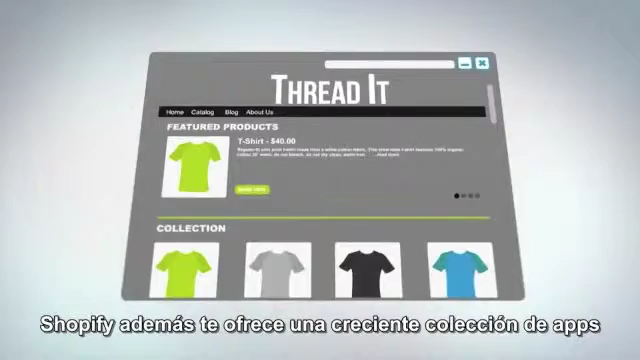 THREAD IT
Home Catalog Blog About Us
FEATURED PRODUCTS
T-Shirt - $40.00
COLLECTION
Shopify además te ofrece una creciente colección de apps